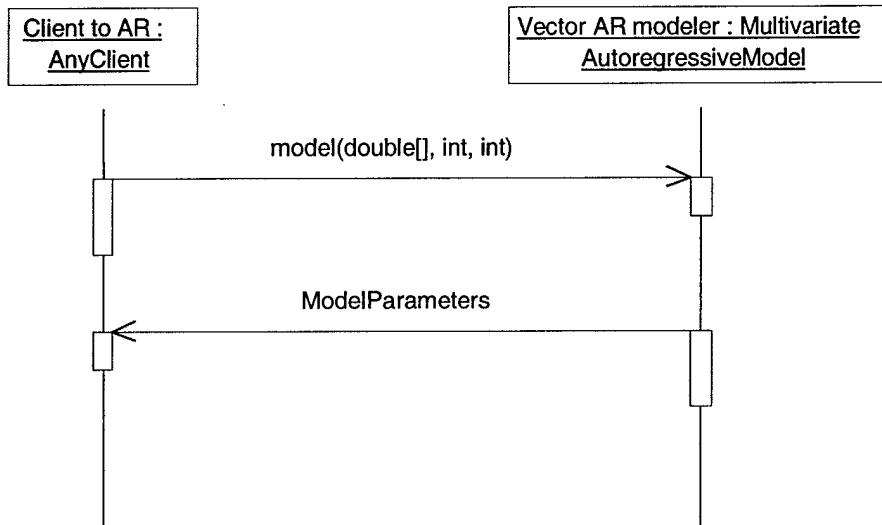 Client to AR :
AnyClient
Vector AR modeler : Multivariate
AutoregressiveModel
model(double[], int, int)
ModelParameters